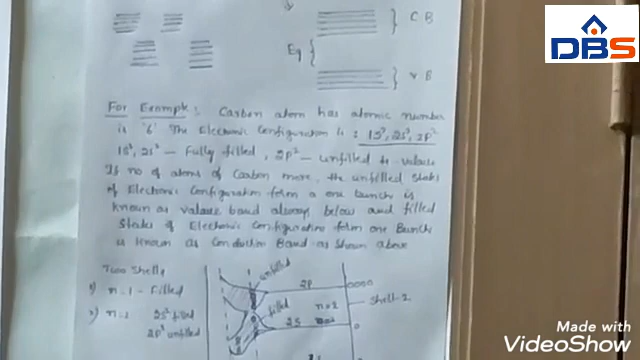 DBS
C B
Eg
V B
For Example: Carbon atom has atomic number
is '6' The Electronic Configuration is: 1S², 2S², 2P²
1S², 2S² — Fully filled, 2P² — unfilled to valance
If no of atoms of Carbon more, the unfilled states
of Electronic Configuration form a one bunch is
known as valance band always below and filled
states of Electronic Configuration form one Bunch
is known as Conduction Band as shown above
Two Shells
1) n=1 - Filled
2) n=2 2S² filled
2P² unfilled
unfilled
2P
filled
n=2
Shell-2
2S
Made with
VideoShow